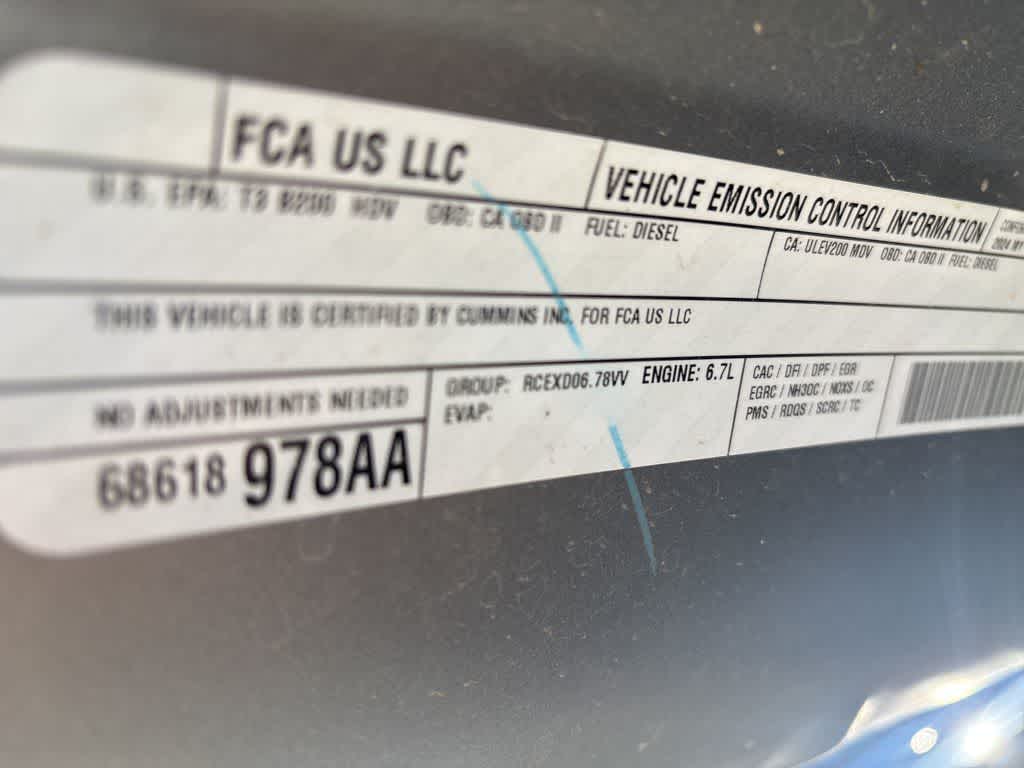 FCA US LLC
VEHICLE EMISSION CONTROL INFORMATION
2024 MY
U.S. EPA: T3 B200 MDV OBD: CA OBD II FUEL: DIESEL
CA: ULEV200 MDV OBD: CA OBD II FUEL: DIESEL
THIS VEHICLE IS CERTIFIED BY CUMMINS INC. FOR FCA US LLC
NO ADJUSTMENTS NEEDED
68618 978AA
GROUP: RCEXD06.78VV ENGINE: 6.7L
EVAP:
CAC / DFI / DPF / EGR
EGRC / NH3OC / NOXS / OC
PMS / RDQS / SCRC / TC